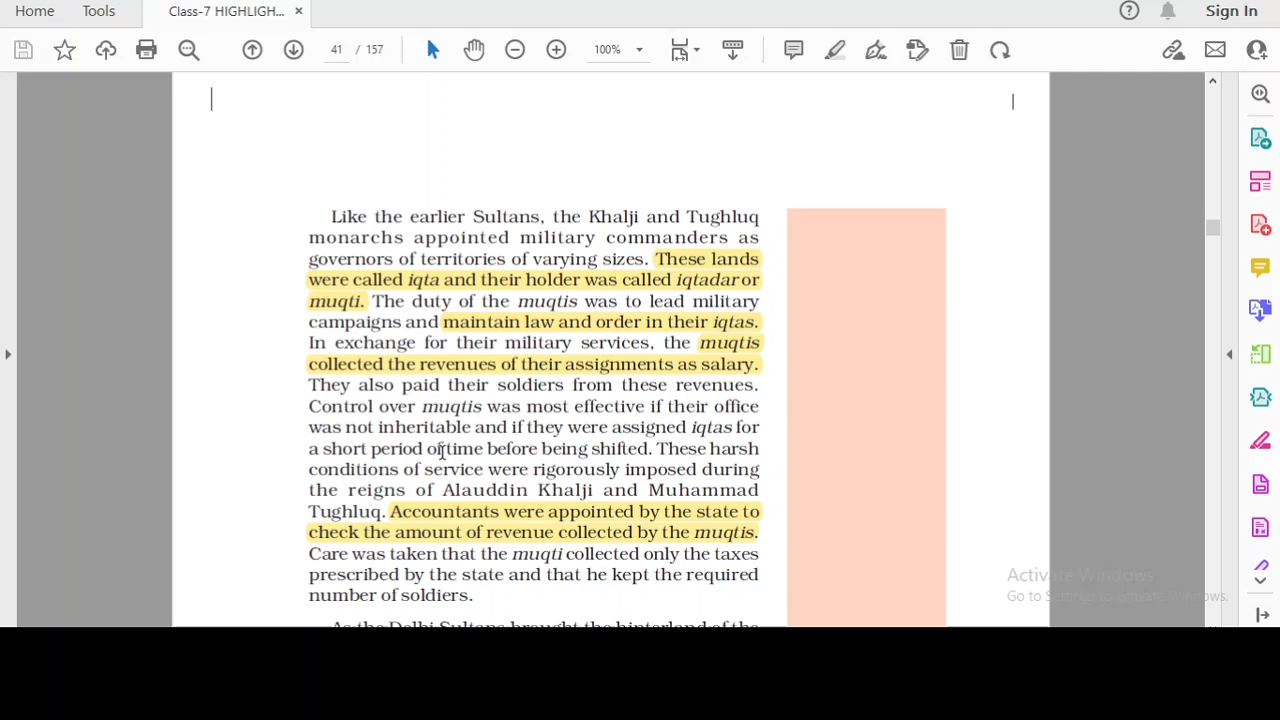 Home Tools Class-7 HIGHLIGH... × Sign In
41 / 157 100%
Like the earlier Sultans, the Khalji and Tughluq
monarchs appointed military commanders as
governors of territories of varying sizes. These lands
were called iqta and their holder was called iqtadar or
muqti. The duty of the muqtis was to lead military
campaigns and maintain law and order in their iqtas.
In exchange for their military services, the muqtis
collected the revenues of their assignments as salary.
They also paid their soldiers from these revenues.
Control over muqtis was most effective if their office
was not inheritable and if they were assigned iqtas for
a short period of time before being shifted. These harsh
conditions of service were rigorously imposed during
the reigns of Alauddin Khalji and Muhammad
Tughluq. Accountants were appointed by the state to
check the amount of revenue collected by the muqtis.
Care was taken that the muqti collected only the taxes
prescribed by the state and that he kept the required
number of soldiers.
As the Delhi Sultans brought the hinterland of the
Activate Windows
Go to Settings to activate Windows.